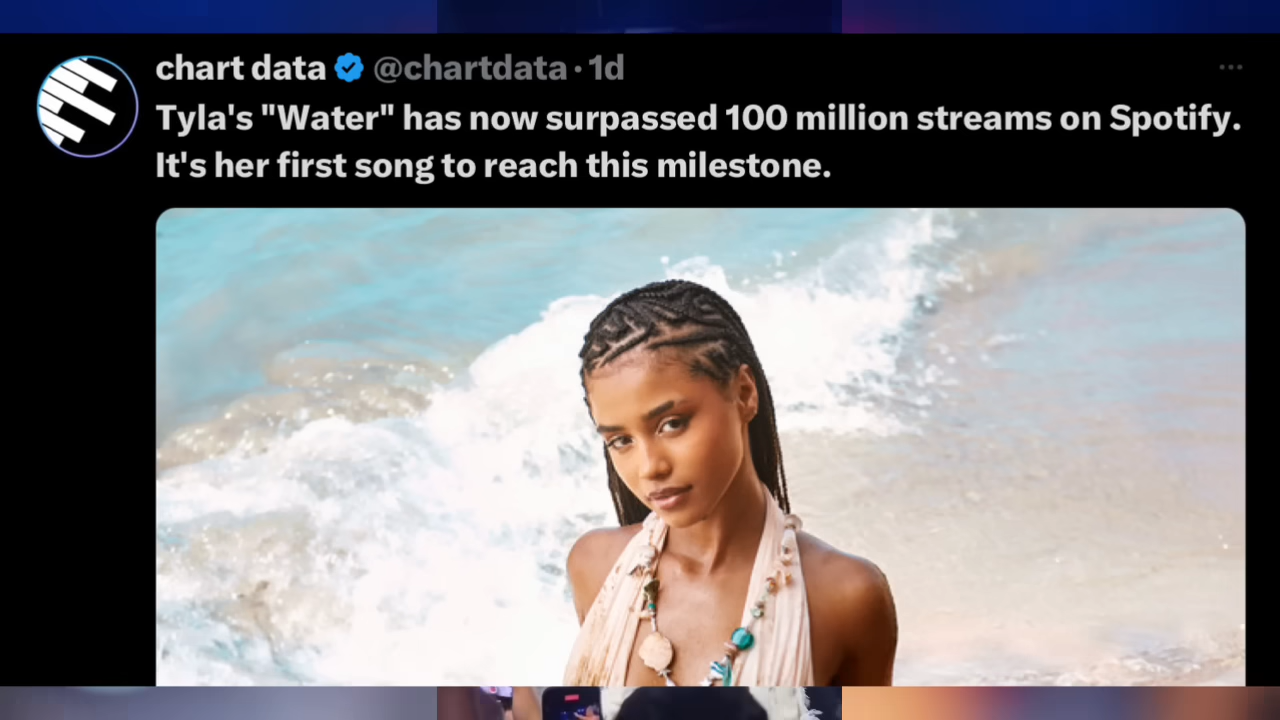 chart data @chartdata · 1d
Tyla's "Water" has now surpassed 100 million streams on Spotify.
It's her first song to reach this milestone.